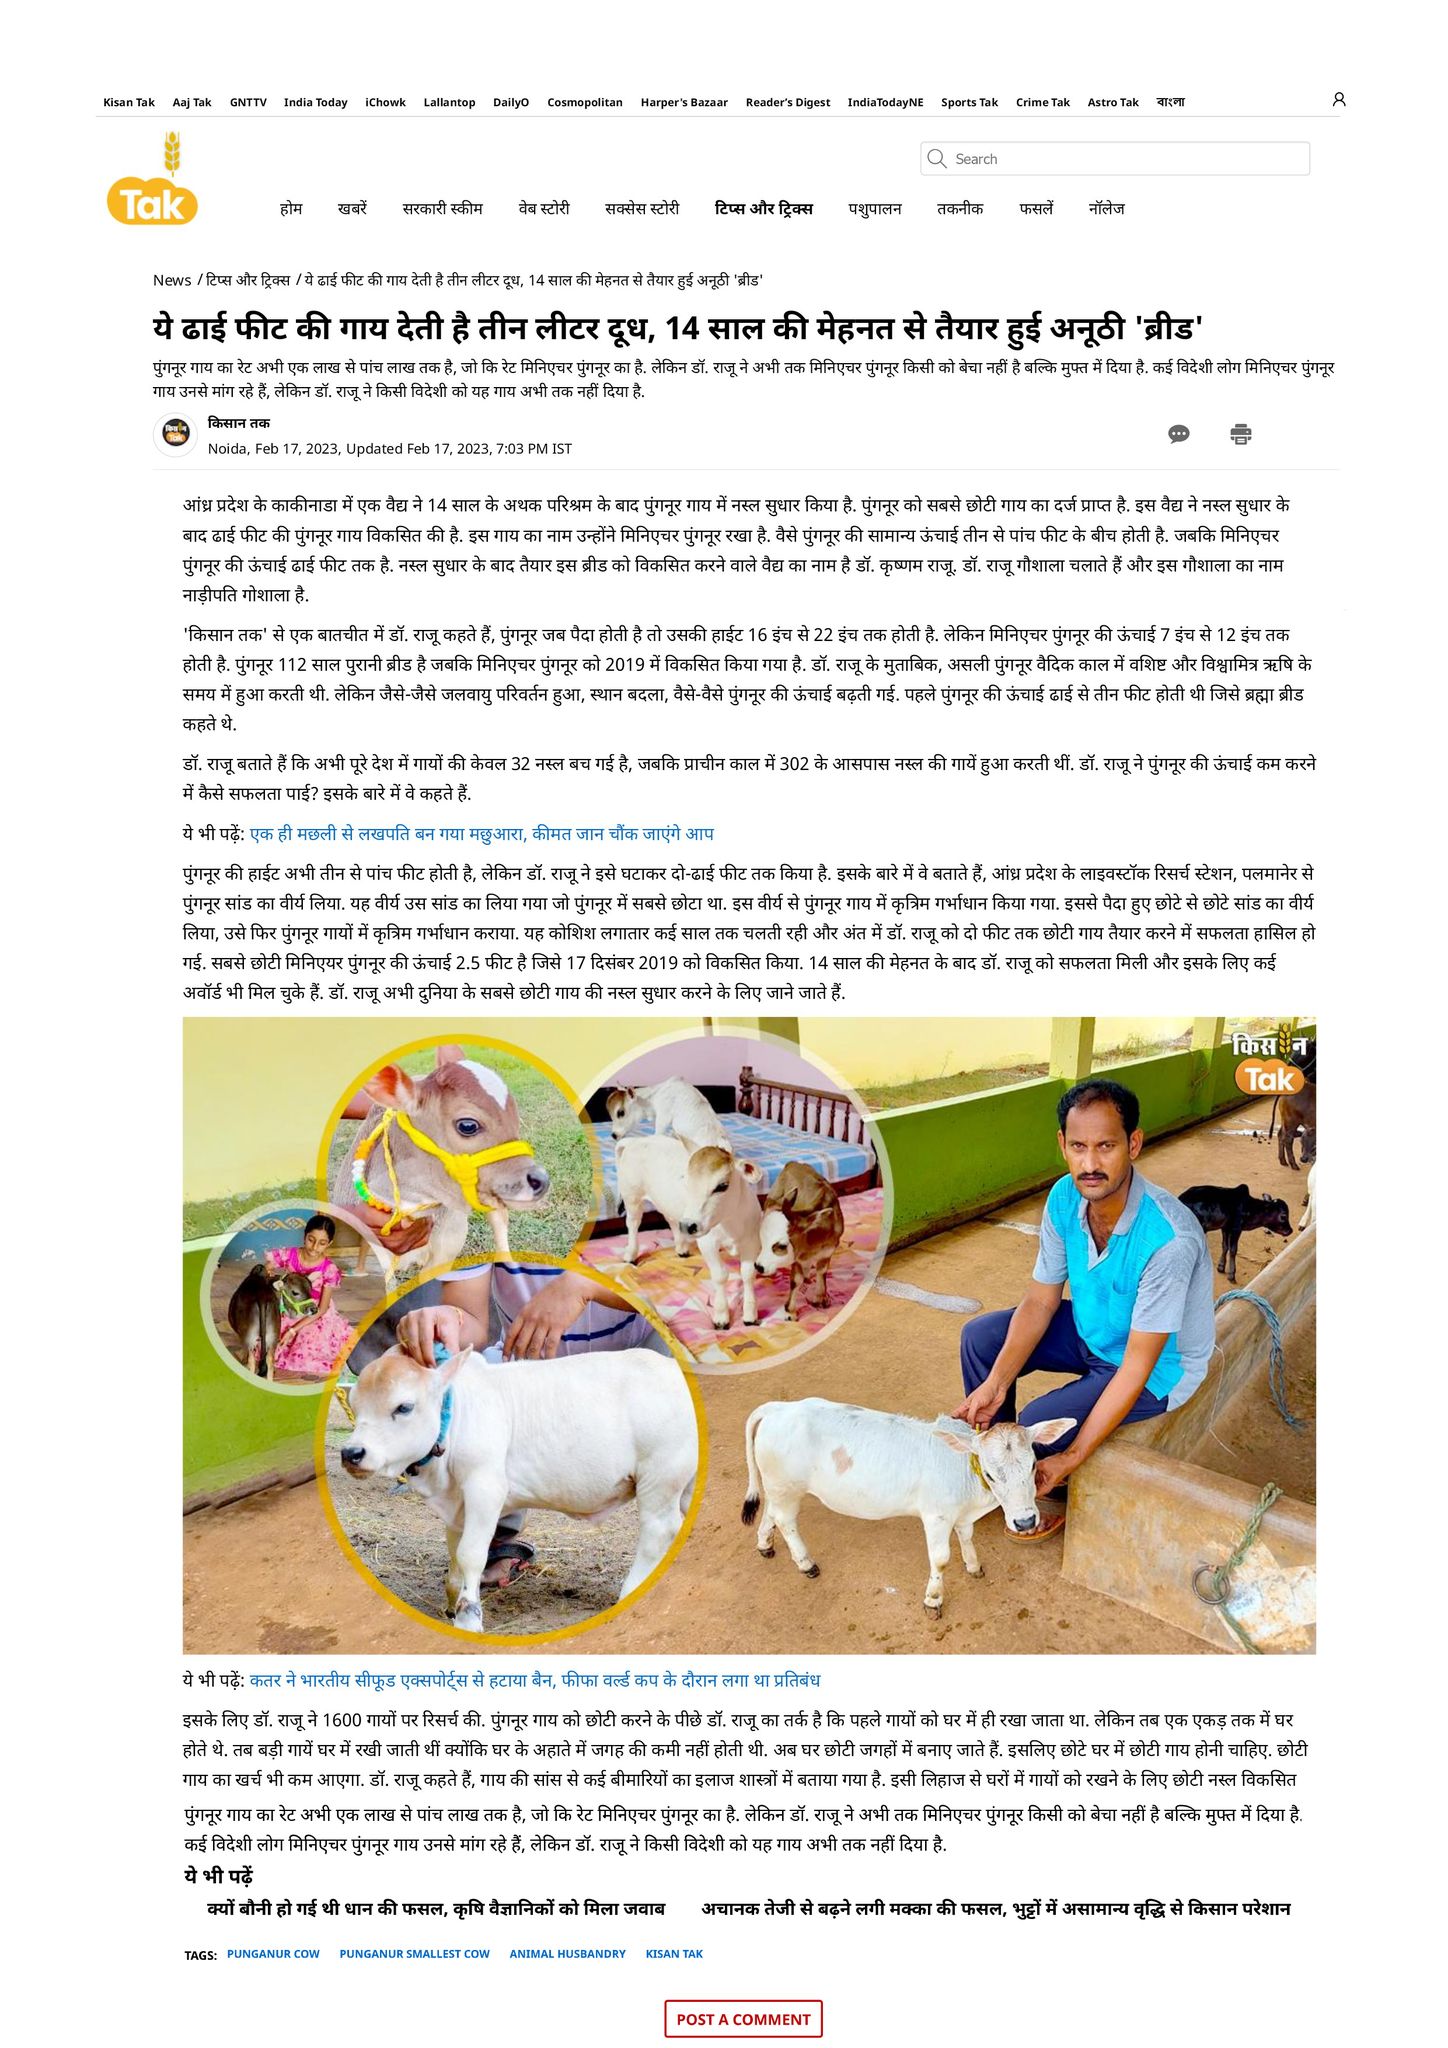 Kisan Tak Aaj Tak GNTTV India Today iChowk Lallantop DailyO Cosmopolitan Harper's Bazaar Reader's Digest IndiaTodayNE Sports Tak Crime Tak Astro Tak বাংলা
Tak
Search
होम खबरें सरकारी स्कीम वेब स्टोरी सक्सेस स्टोरी टिप्स और ट्रिक्स पशुपालन तकनीक फसलें नॉलेज
News / टिप्स और ट्रिक्स / ये ढाई फीट की गाय देती है तीन लीटर दूध, 14 साल की मेहनत से तैयार हुई अनूठी 'ब्रीड'
ये ढाई फीट की गाय देती है तीन लीटर दूध, 14 साल की मेहनत से तैयार हुई अनूठी 'ब्रीड'
पुंगनूर गाय का रेट अभी एक लाख से पांच लाख तक है, जो कि रेट मिनिएचर पुंगनूर का है. लेकिन डॉ. राजू ने अभी तक मिनिएचर पुंगनूर किसी को बेचा नहीं है बल्कि मुफ्त में दिया है. कई विदेशी लोग मिनिएचर पुंगनूर
गाय उनसे मांग रहे हैं, लेकिन डॉ. राजू ने किसी विदेशी को यह गाय अभी तक नहीं दिया है.
किसान Tak
किसान तक
Noida, Feb 17, 2023, Updated Feb 17, 2023, 7:03 PM IST
आंध्र प्रदेश के काकीनाडा में एक वैद्य ने 14 साल के अथक परिश्रम के बाद पुंगनूर गाय में नस्ल सुधार किया है. पुंगनूर को सबसे छोटी गाय का दर्ज प्राप्त है. इस वैद्य ने नस्ल सुधार के
बाद ढाई फीट की पुंगनूर गाय विकसित की है. इस गाय का नाम उन्होंने मिनिएचर पुंगनूर रखा है. वैसे पुंगनूर की सामान्य ऊंचाई तीन से पांच फीट के बीच होती है. जबकि मिनिएचर
पुंगनूर की ऊंचाई ढाई फीट तक है. नस्ल सुधार के बाद तैयार इस ब्रीड को विकसित करने वाले वैद्य का नाम है डॉ. कृष्णम राजू. डॉ. राजू गौशाला चलाते हैं और इस गौशाला का नाम
नाड़ीपति गोशाला है.
'किसान तक' से एक बातचीत में डॉ. राजू कहते हैं, पुंगनूर जब पैदा होती है तो उसकी हाईट 16 इंच से 22 इंच तक होती है. लेकिन मिनिएचर पुंगनूर की ऊंचाई 7 इंच से 12 इंच तक
होती है. पुंगनूर 112 साल पुरानी ब्रीड है जबकि मिनिएचर पुंगनूर को 2019 में विकसित किया गया है. डॉ. राजू के मुताबिक, असली पुंगनूर वैदिक काल में वशिष्ट और विश्वामित्र ऋषि के
समय में हुआ करती थी. लेकिन जैसे-जैसे जलवायु परिवर्तन हुआ, स्थान बदला, वैसे-वैसे पुंगनूर की ऊंचाई बढ़ती गई. पहले पुंगनूर की ऊंचाई ढाई से तीन फीट होती थी जिसे ब्रह्मा ब्रीड
कहते थे.
डॉ. राजू बताते हैं कि अभी पूरे देश में गायों की केवल 32 नस्ल बच गई है, जबकि प्राचीन काल में 302 के आसपास नस्ल की गायें हुआ करती थीं. डॉ. राजू ने पुंगनूर की ऊंचाई कम करने
में कैसे सफलता पाई? इसके बारे में वे कहते हैं.
ये भी पढ़ें: एक ही मछली से लखपति बन गया मछुआरा, कीमत जान चौंक जाएंगे आप
पुंगनूर की हाईट अभी तीन से पांच फीट होती है, लेकिन डॉ. राजू ने इसे घटाकर दो-ढाई फीट तक किया है. इसके बारे में वे बताते हैं, आंध्र प्रदेश के लाइवस्टॉक रिसर्च स्टेशन, पलमानेर से
पुंगनूर सांड का वीर्य लिया. यह वीर्य उस सांड का लिया गया जो पुंगनूर में सबसे छोटा था. इस वीर्य से पुंगनूर गाय में कृत्रिम गर्भाधान किया गया. इससे पैदा हुए छोटे से छोटे सांड का वीर्य
लिया, उसे फिर पुंगनूर गायों में कृत्रिम गर्भाधान कराया. यह कोशिश लगातार कई साल तक चलती रही और अंत में डॉ. राजू को दो फीट तक छोटी गाय तैयार करने में सफलता हासिल हो
गई. सबसे छोटी मिनिएयर पुंगनूर की ऊंचाई 2.5 फीट है जिसे 17 दिसंबर 2019 को विकसित किया. 14 साल की मेहनत के बाद डॉ. राजू को सफलता मिली और इसके लिए कई
अवॉर्ड भी मिल चुके हैं. डॉ. राजू अभी दुनिया के सबसे छोटी गाय की नस्ल सुधार करने के लिए जाने जाते हैं.
किसान
Tak
ये भी पढ़ें: कतर ने भारतीय सीफूड एक्सपोर्ट्स से हटाया बैन, फीफा वर्ल्ड कप के दौरान लगा था प्रतिबंध
इसके लिए डॉ. राजू ने 1600 गायों पर रिसर्च की. पुंगनूर गाय को छोटी करने के पीछे डॉ. राजू का तर्क है कि पहले गायों को घर में ही रखा जाता था. लेकिन तब एक एकड़ तक में घर
होते थे. तब बड़ी गायें घर में रखी जाती थीं क्योंकि घर के अहाते में जगह की कमी नहीं होती थी. अब घर छोटी जगहों में बनाए जाते हैं. इसलिए छोटे घर में छोटी गाय होनी चाहिए. छोटी
गाय का खर्च भी कम आएगा. डॉ. राजू कहते हैं, गाय की सांस से कई बीमारियों का इलाज शास्त्रों में बताया गया है. इसी लिहाज से घरों में गायों को रखने के लिए छोटी नस्ल विकसित
पुंगनूर गाय का रेट अभी एक लाख से पांच लाख तक है, जो कि रेट मिनिएचर पुंगनूर का है. लेकिन डॉ. राजू ने अभी तक मिनिएचर पुंगनूर किसी को बेचा नहीं है बल्कि मुफ्त में दिया है.
कई विदेशी लोग मिनिएचर पुंगनूर गाय उनसे मांग रहे हैं, लेकिन डॉ. राजू ने किसी विदेशी को यह गाय अभी तक नहीं दिया है.
ये भी पढ़ें
क्यों बौनी हो गई थी धान की फसल, कृषि वैज्ञानिकों को मिला जवाब अचानक तेजी से बढ़ने लगी मक्का की फसल, भुट्टों में असामान्य वृद्धि से किसान परेशान
TAGS: PUNGANUR COW PUNGANUR SMALLEST COW ANIMAL HUSBANDRY KISAN TAK
POST A COMMENT